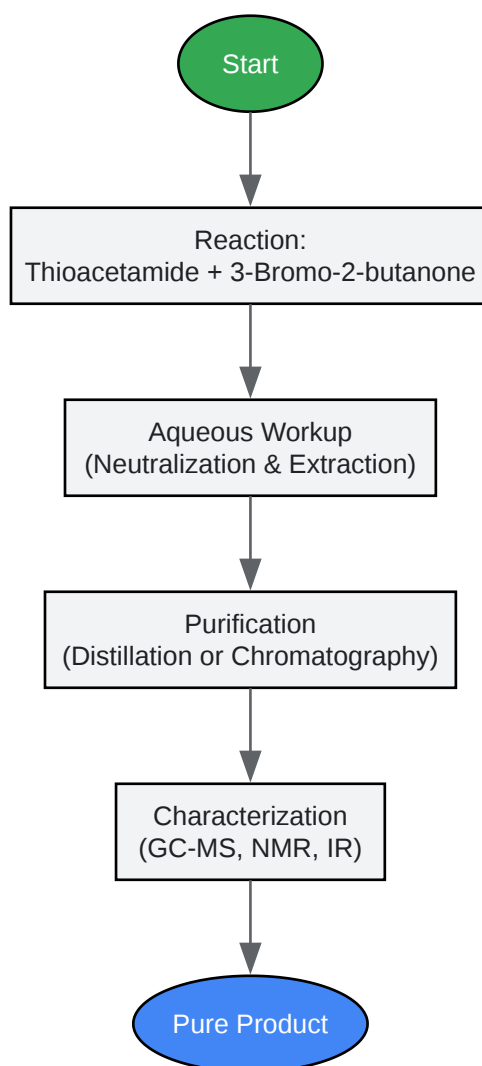 Start
Reaction:
Thioacetamide + 3-Bromo-2-butanone
Aqueous Workup
(Neutralization & Extraction)
Purification
(Distillation or Chromatography)
Characterization
(GC-MS, NMR, IR)
Pure Product